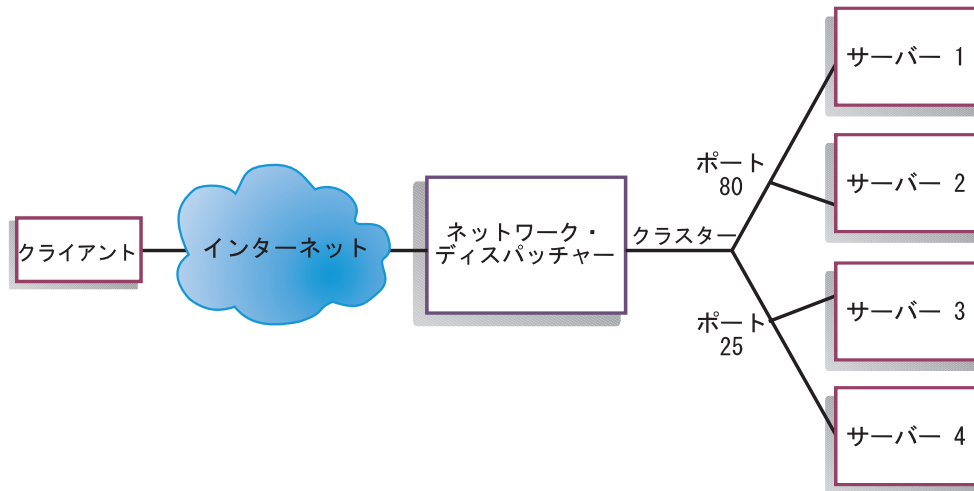 クライアント
インターネット
ネットワーク・
ディスパッチャー
クラスター
ポート
80
ポート
25
サーバー 1
サーバー 2
サーバー 3
サーバー 4